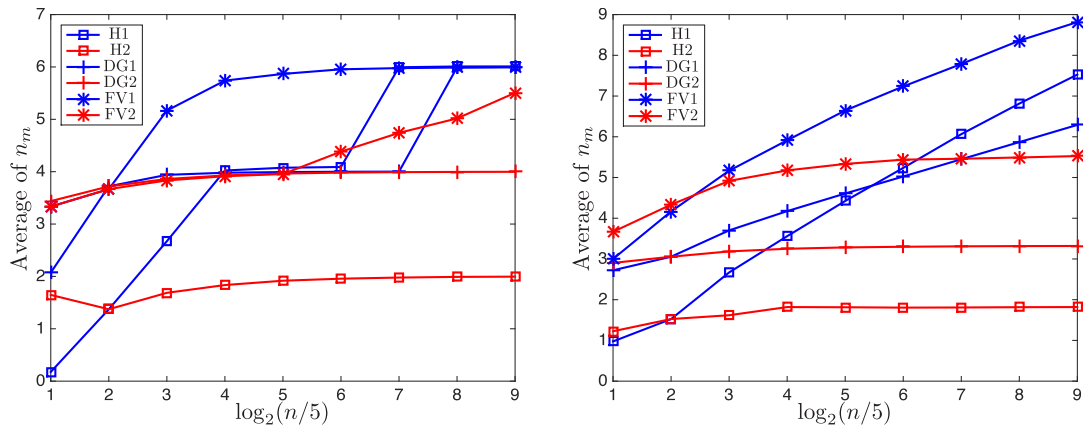 Average of n_m
7
6
5
4
3
2
1
0
H1
H2
DG1
DG2
FV1
FV2
1 2 3 4 5 6 7 8 9
log₂(n/5)
Average of n_m
9
8
7
6
5
4
3
2
1
0
H1
H2
DG1
DG2
FV1
FV2
1 2 3 4 5 6 7 8 9
log₂(n/5)